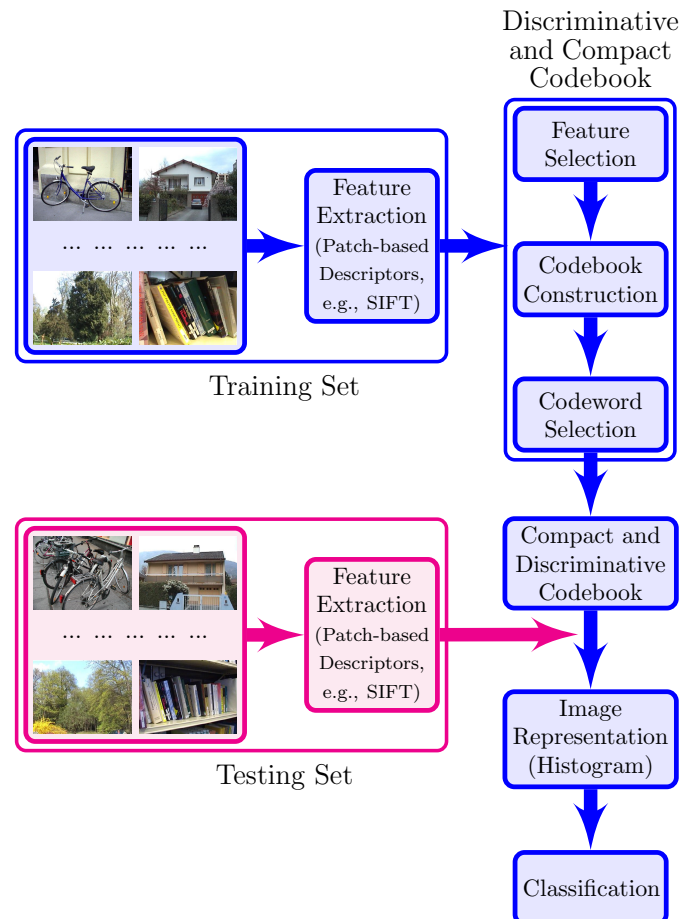 Discriminative
and Compact
Codebook
Feature
Selection
Feature
Extraction
(Patch-based
Descriptors,
e.g., SIFT)
... ... ... ... ...
Codebook
Construction
Training Set
Codeword
Selection
Compact and
Discriminative
Codebook
Feature
Extraction
(Patch-based
Descriptors,
e.g., SIFT)
... ... ... ... ...
Image
Representation
(Histogram)
Testing Set
Classification